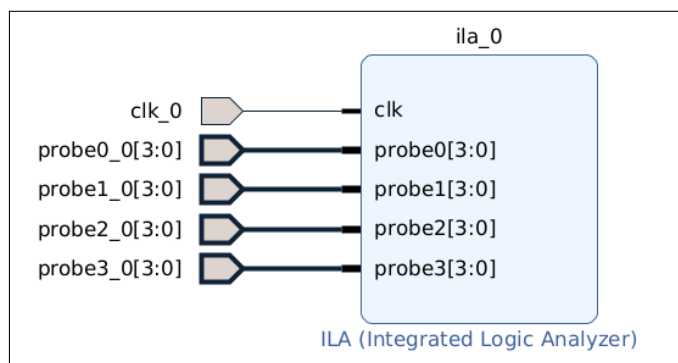 ila_0
clk_0 clk
probe0_0[3:0] probe0[3:0]
probe1_0[3:0] probe1[3:0]
probe2_0[3:0] probe2[3:0]
probe3_0[3:0] probe3[3:0]
ILA (Integrated Logic Analyzer)